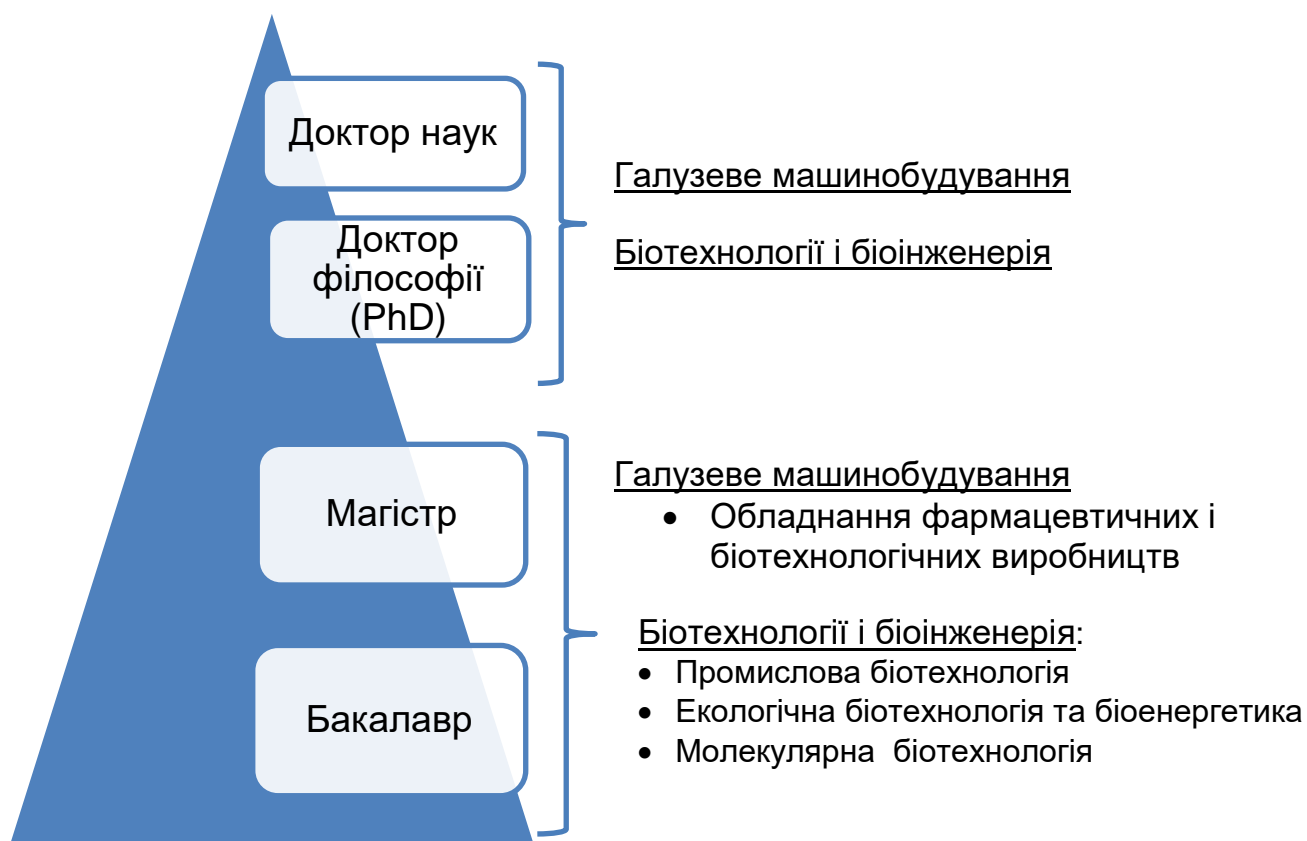 Доктор наук
Доктор
філософії
(PhD)
Галузеве машинобудування
Біотехнології і біоінженерія
Магістр
Бакалавр
Галузеве машинобудування
• Обладнання фармацевтичних і
біотехнологічних виробництв
Біотехнології і біоінженерія:
• Промислова біотехнологія
• Екологічна біотехнологія та біоенергетика
• Молекулярна біотехнологія